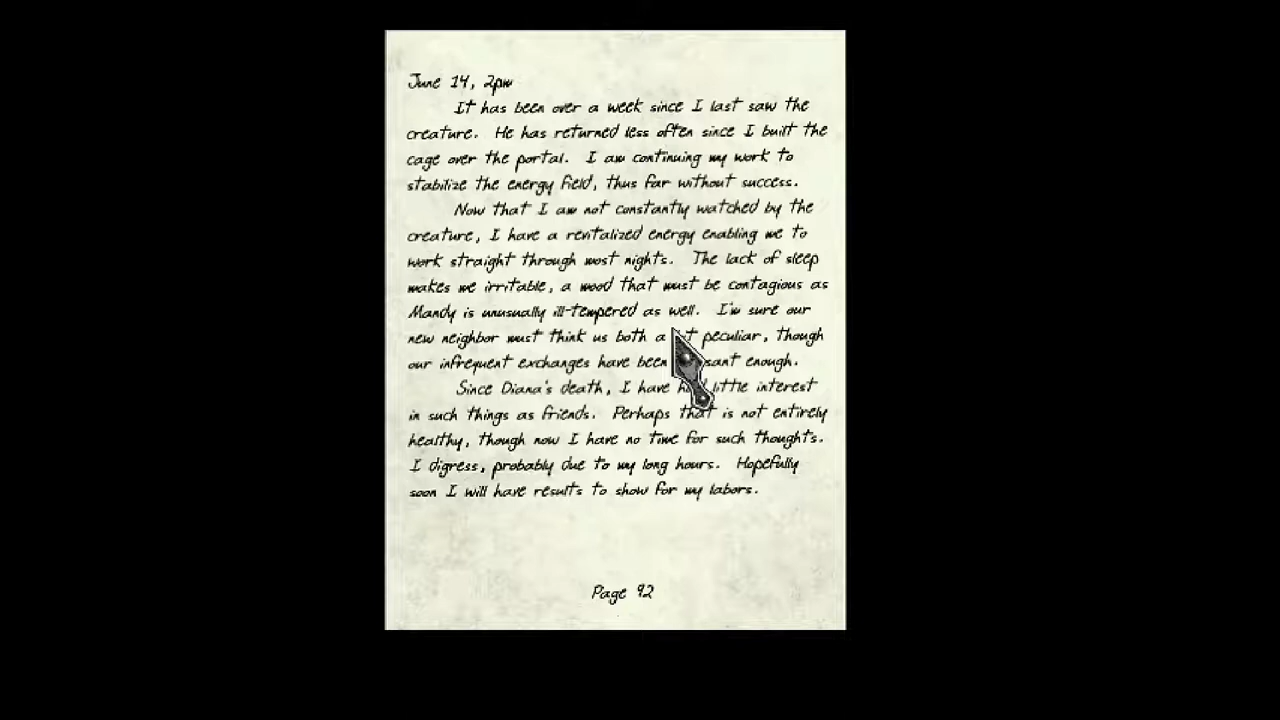 June 14, 2pm
It has been over a week since I last saw the
creature. He has returned less often since I built the
cage over the portal. I am continuing my work to
stabilize the energy field, thus far without success.
Now that I am not constantly watched by the
creature, I have a revitalized energy enabling me to
work straight through most nights. The lack of sleep
makes me irritable, a mood that must be contagious as
Mandy is unusually ill-tempered as well. I'm sure our
new neighbor must think us both a peculiar, though
our infrequent exchanges have been enough.
Since Diana's death, I have little interest
in such things as friends. Perhaps that is not entirely
healthy, though now I have no time for such thoughts.
I digress, probably due to my long hours. Hopefully
soon I will have results to show for my labors.
Page 92